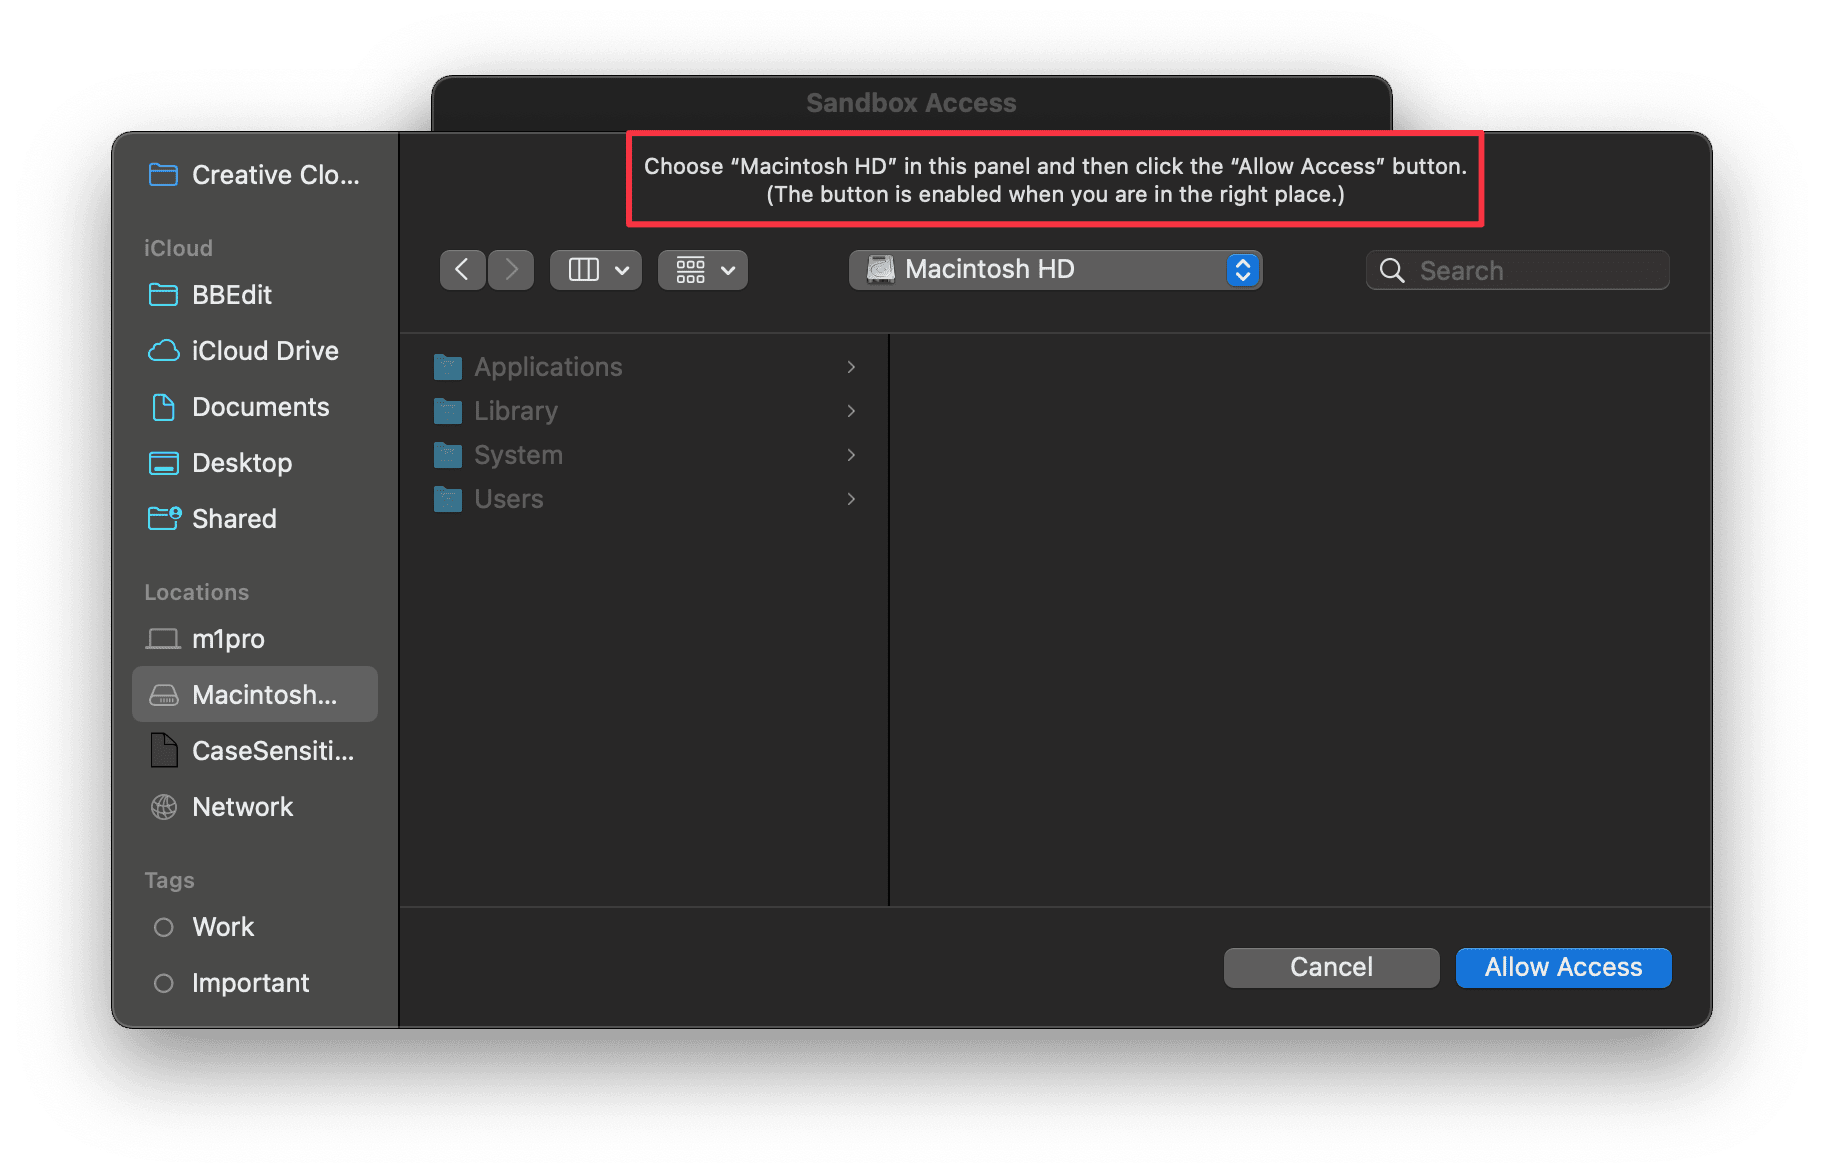 Sandbox Access
Choose “Macintosh HD” in this panel and then click the “Allow Access” button.
(The button is enabled when you are in the right place.)
Creative Clo...
iCloud
BBEdit
iCloud Drive
Documents
Desktop
Shared
Locations
m1pro
Macintosh...
CaseSensiti...
Network
Tags
Work
Important
Macintosh HD
Search
Applications
Library
System
Users
Cancel
Allow Access